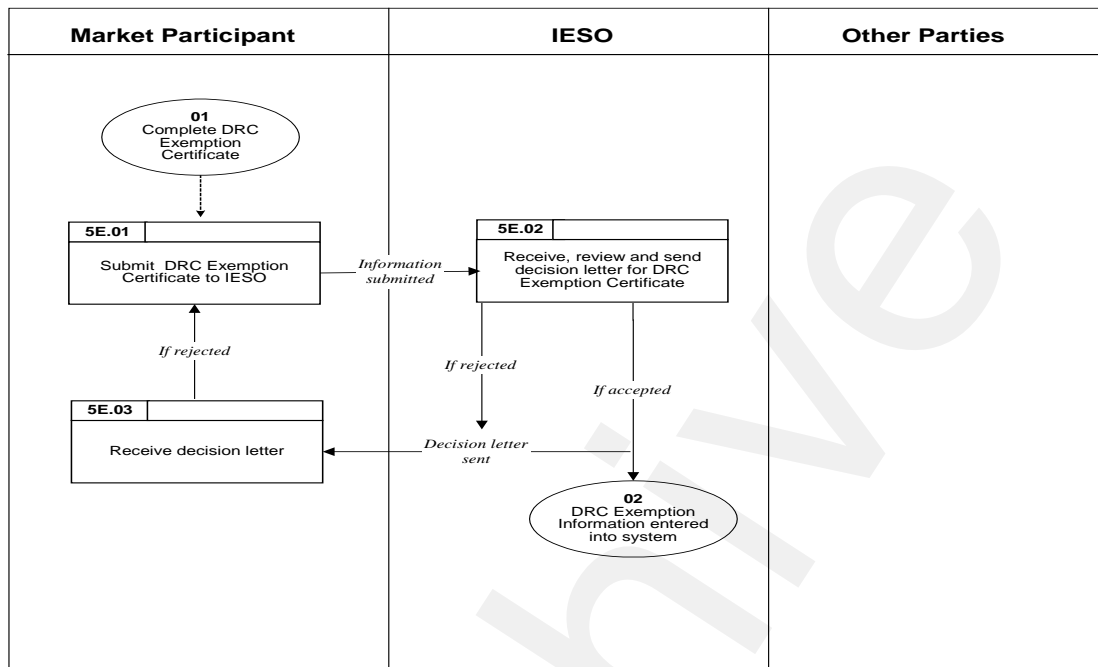 Market Participant
IESO
Other Parties
01
Complete DRC
Exemption
Certificate
5E.01
Submit DRC Exemption
Certificate to IESO
Information
submitted
5E.02
Receive, review and send
decision letter for DRC
Exemption Certificate
If rejected
If rejected
If accepted
5E.03
Receive decision letter
Decision letter
sent
02
DRC Exemption
Information entered
into system
hive